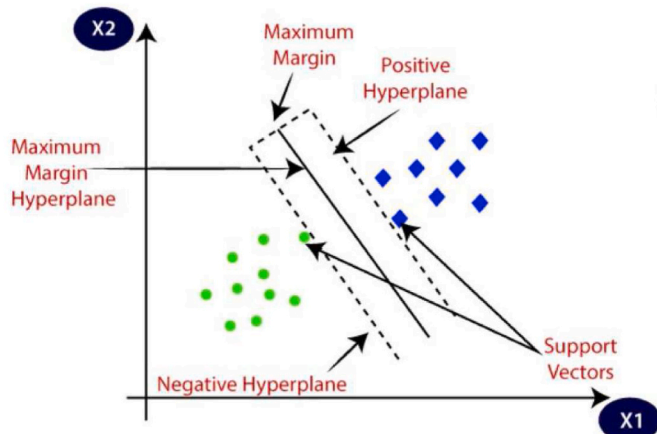 X2
Maximum
Margin
Positive
Hyperplane
Maximum
Margin
Hyperplane
Support
Vectors
Negative Hyperplane
X1